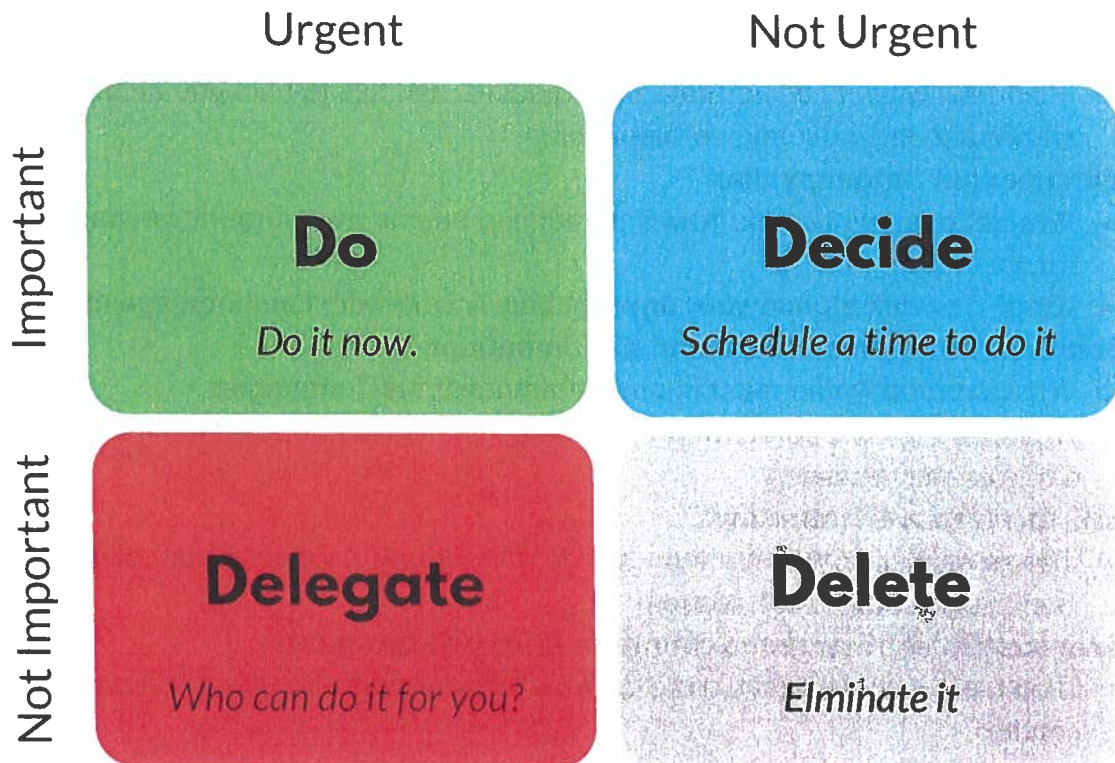 Urgent
Not Urgent
Important
Do
Do it now.
Decide
Schedule a time to do it
Not Important
Delegate
Who can do it for you?
Delete
Elminate it